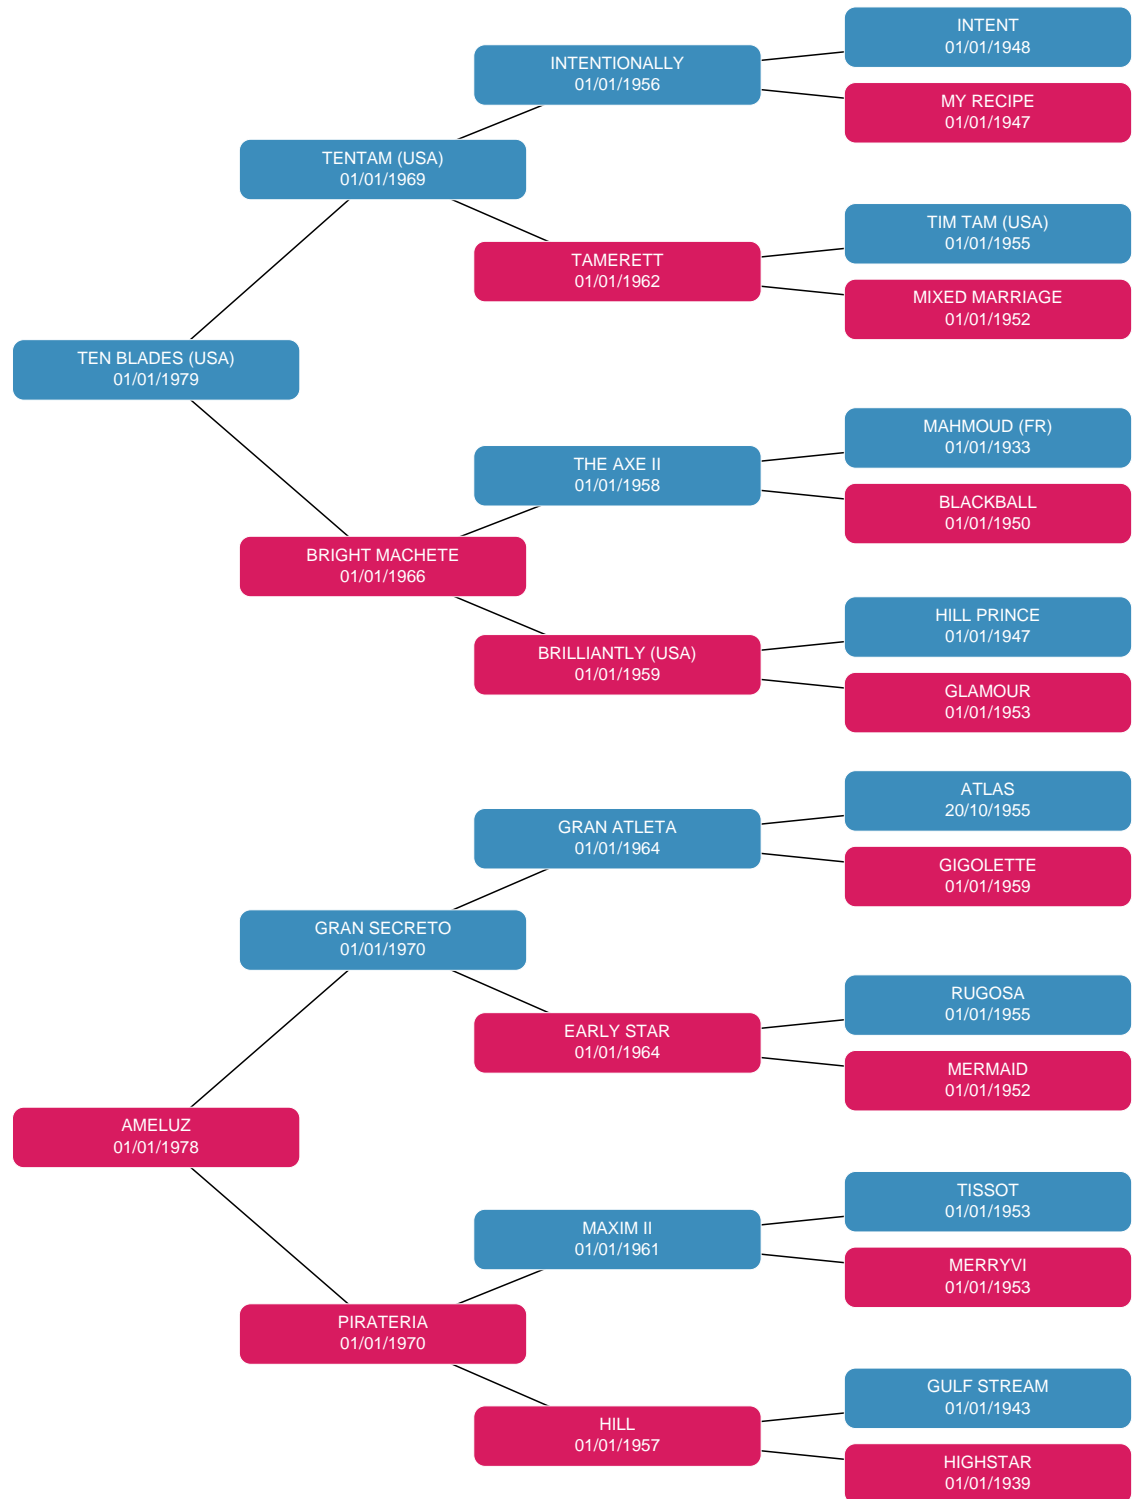 INTENT
01/01/1948
INTENTIONALLY
01/01/1956
MY RECIPE
01/01/1947
TENTAM (USA)
01/01/1969
TIM TAM (USA)
01/01/1955
TAMERETT
01/01/1962
MIXED MARRIAGE
01/01/1952
TEN BLADES (USA)
01/01/1979
MAHMOUD (FR)
01/01/1933
THE AXE II
01/01/1958
BLACKBALL
01/01/1950
BRIGHT MACHETE
01/01/1966
HILL PRINCE
01/01/1947
BRILLIANTLY (USA)
01/01/1959
GLAMOUR
01/01/1953
ATLAS
20/10/1955
GRAN ATLETA
01/01/1964
GIGOLETTE
01/01/1959
GRAN SECRETO
01/01/1970
RUGOSA
01/01/1955
EARLY STAR
01/01/1964
MERMAID
01/01/1952
AMELUZ
01/01/1978
TISSOT
01/01/1953
MAXIM II
01/01/1961
MERRYVI
01/01/1953
PIRATERIA
01/01/1970
GULF STREAM
01/01/1943
HILL
01/01/1957
HIGHSTAR
01/01/1939